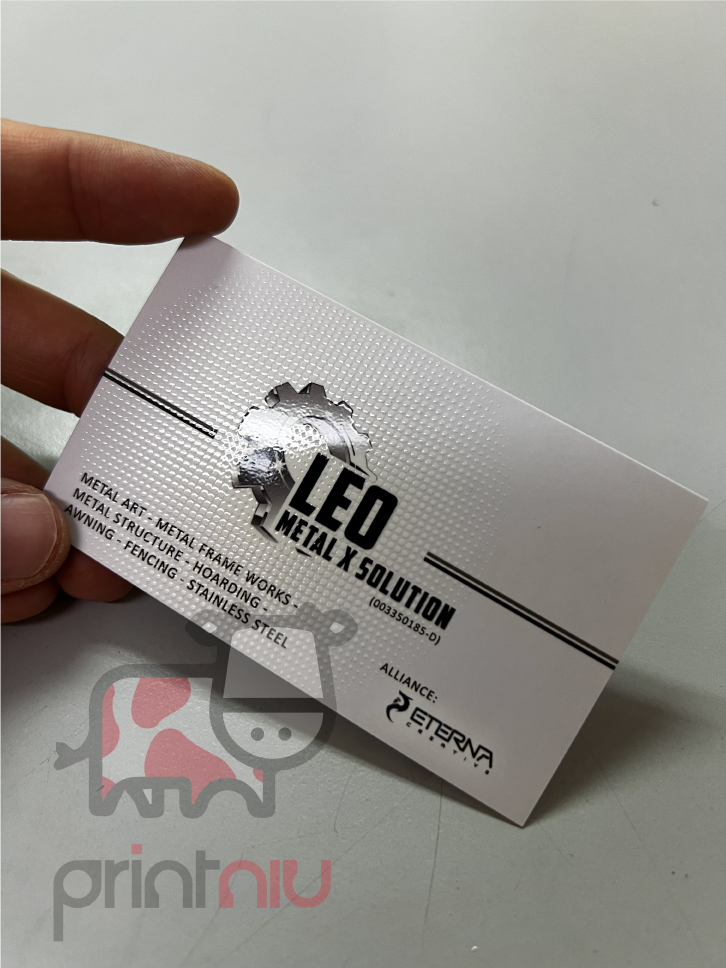 LEO
METAL X SOLUTION
(003350185-D)
METAL ART - METAL FRAME WORKS -
METAL STRUCTURE - HOARDING -
AWNING - FENCING - STAINLESS STEEL
ALLIANCE:
ETERNA
CREATIVE
printniu